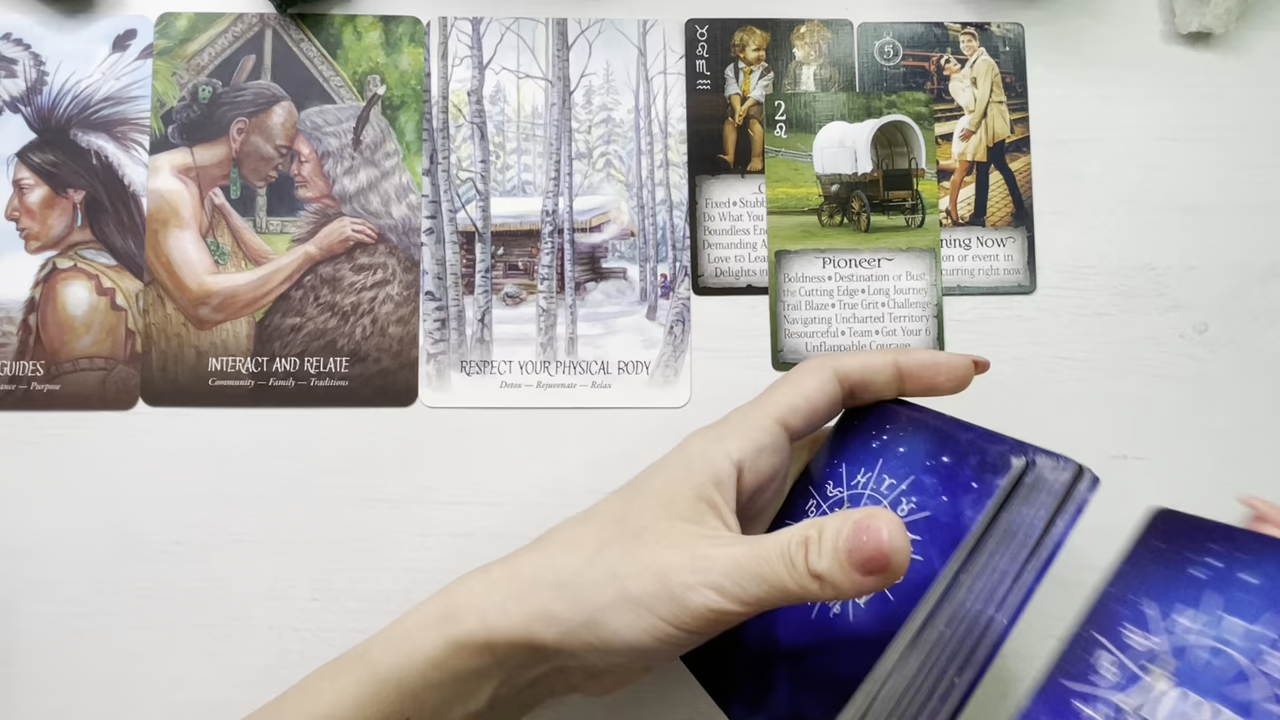 GUIDES
Purpose
INTERACT AND RELATE
Community — Family — Traditions
RESPECT YOUR PHYSICAL BODY
Detox — Rejuvenate — Relax
♉
♌
♏
♒
Fixed • Stubb
Do What You
Boundless En
Demanding A
Love to Lea
Delights in
2
♌
Pioneer
Boldness • Destination or Bust
the Cutting Edge • Long Journey
Trail Blaze • True Grit • Challenge
Navigating Uncharted Territory
Resourceful • Team • Got Your 6
Unflappable Courage
5
ning Now
on or event in
curring right now